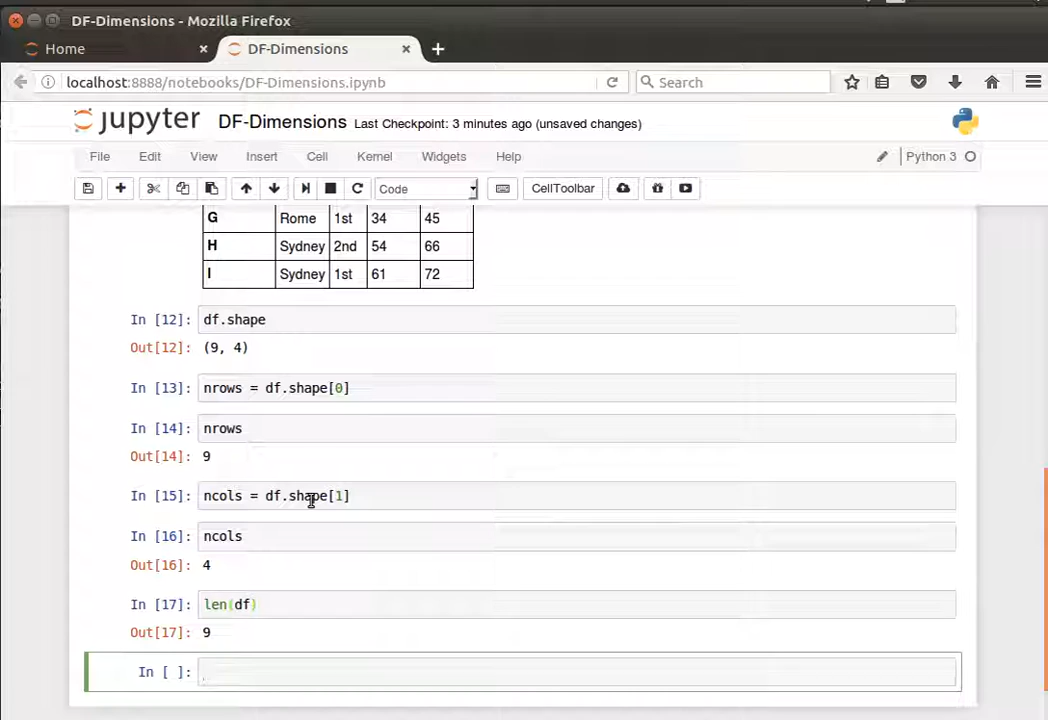 DF-Dimensions - Mozilla Firefox
Home DF-Dimensions
localhost:8888/notebooks/DF-Dimensions.ipynb Search
jupyter DF-Dimensions Last Checkpoint: 3 minutes ago (unsaved changes)
File Edit View Insert Cell Kernel Widgets Help Python 3
Code CellToolbar
G Rome 1st 34 45
H Sydney 2nd 54 66
I Sydney 1st 61 72
In [12]: df.shape
Out[12]: (9, 4)
In [13]: nrows = df.shape[0]
In [14]: nrows
Out[14]: 9
In [15]: ncols = df.shape[1]
In [16]: ncols
Out[16]: 4
In [17]: len(df)
Out[17]: 9
In [ ]: